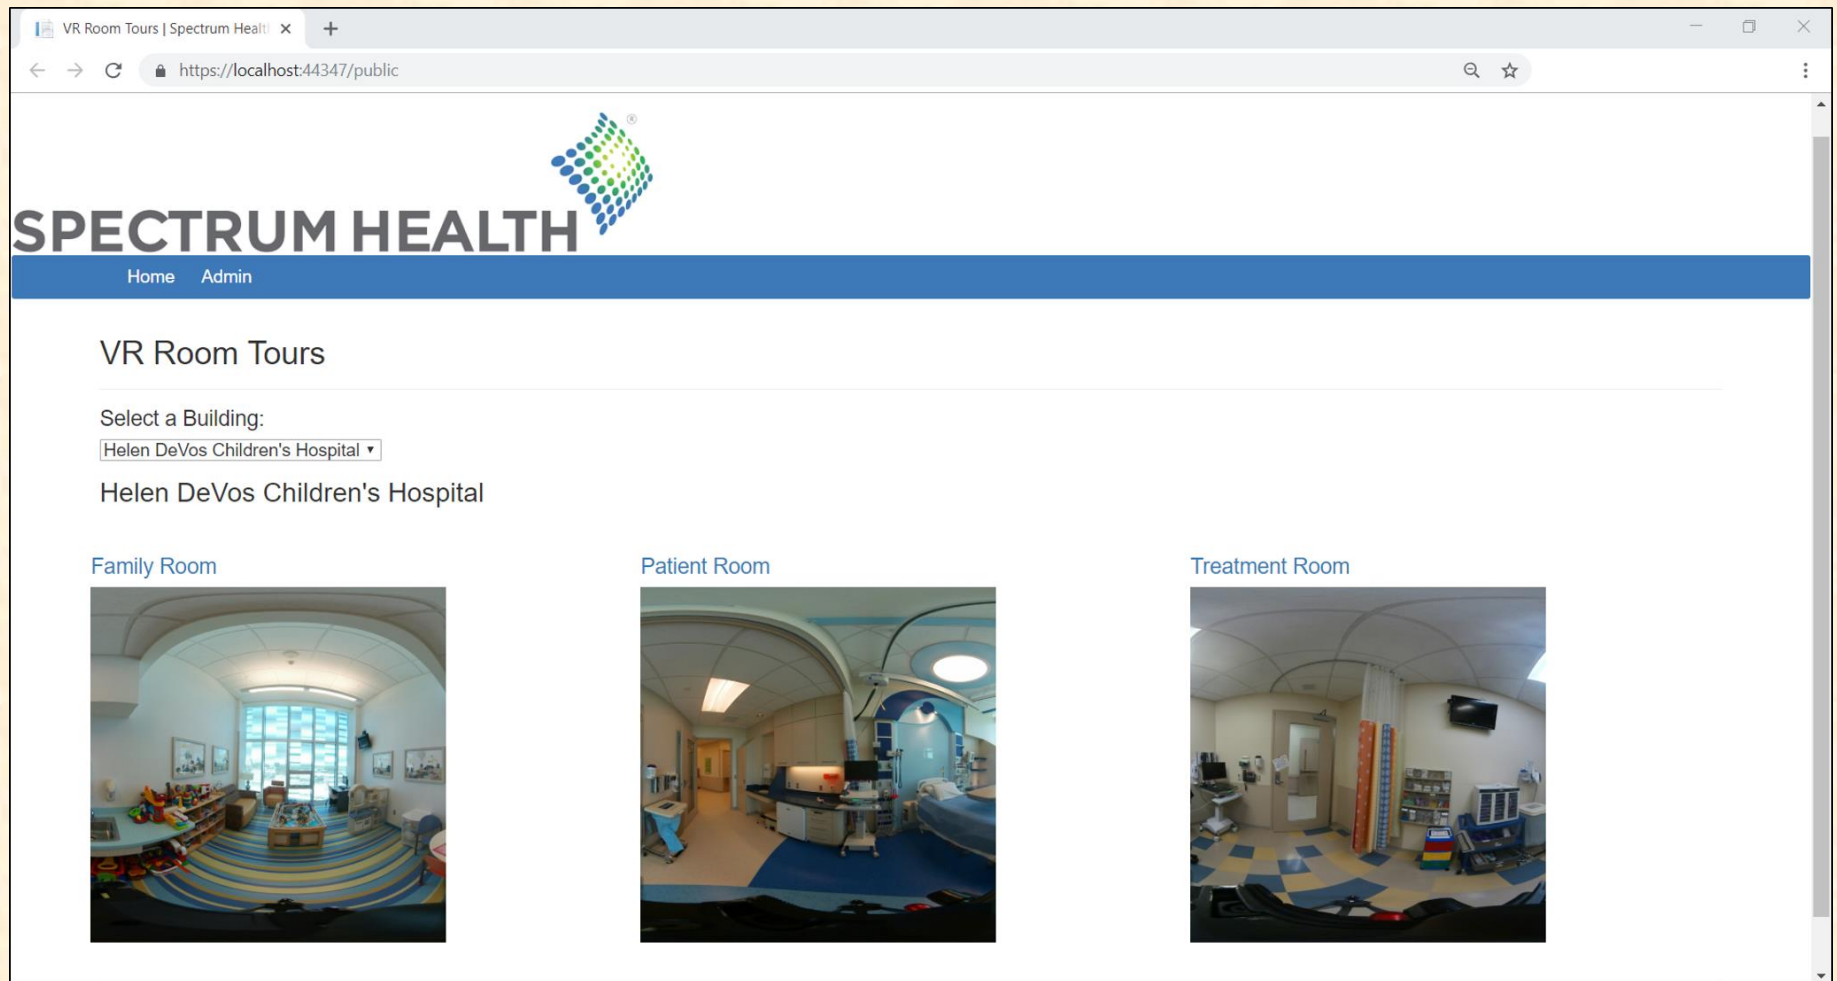 VR Room Tours | Spectrum Healt
https://localhost:44347/public
®
SPECTRUM HEALTH
Home Admin
VR Room Tours
Select a Building:
Helen DeVos Children's Hospital
Helen DeVos Children's Hospital
Family Room Patient Room Treatment Room